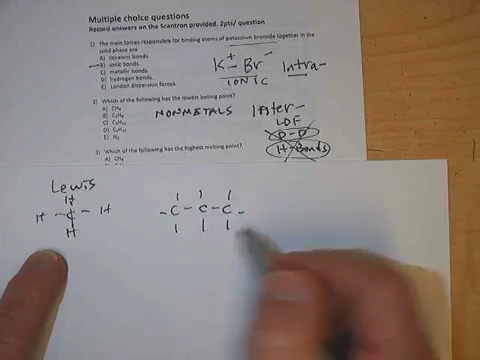 Multiple choice questions
Record answers on the Scantron provided. 2pts/ question
1) The main forces responsible for binding atoms of potassium bromide together in the
solid phase are
A) covalent bonds.
B) ionic bonds.
C) metallic bonds.
D) hydrogen bonds.
E) London dispersion forces.
K+ Br-
IONIC
Intra-
2) Which of the following has the lowest boiling point?
A) CH4
NONMETALS
Inter-
LDF
D-D
H-Bonds
E) N2
3) Which of the following has the highest melting point?
A) CH4
Lewis
H
H - C - H
H
- C - C - C -